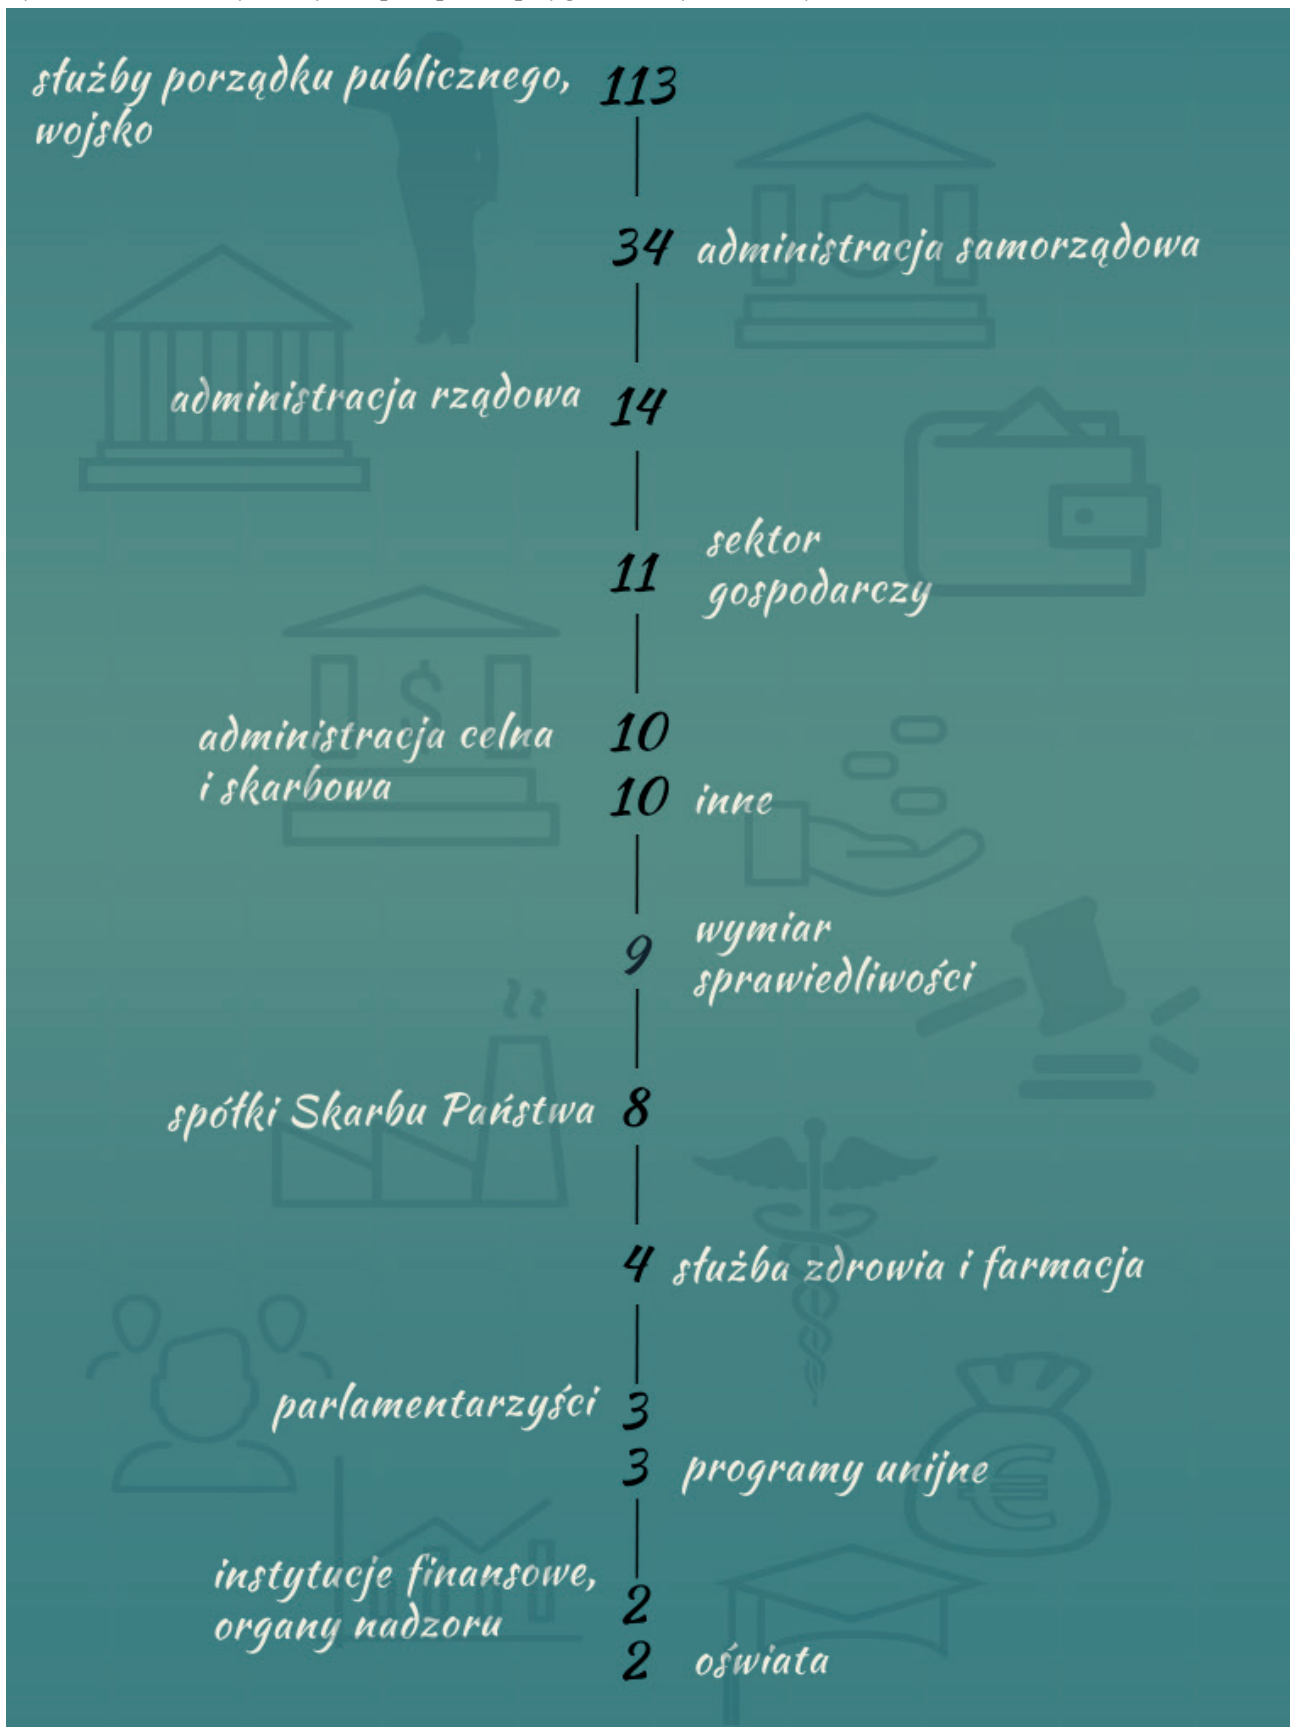 służby porządku publicznego, 113
wojsko
34 administracja samorządowa
administracja rządowa 14
sektor
11 gospodarczy
administracja celna 10
i skarbowa
10 inne
wymiar
9 sprawiedliwości
spółki Skarbu Państwa 8
4 służba zdrowia i farmacja
parlamentarzyści 3
3 programy unijne
instytucje finansowe,
organy nadzoru 2
2 oświata